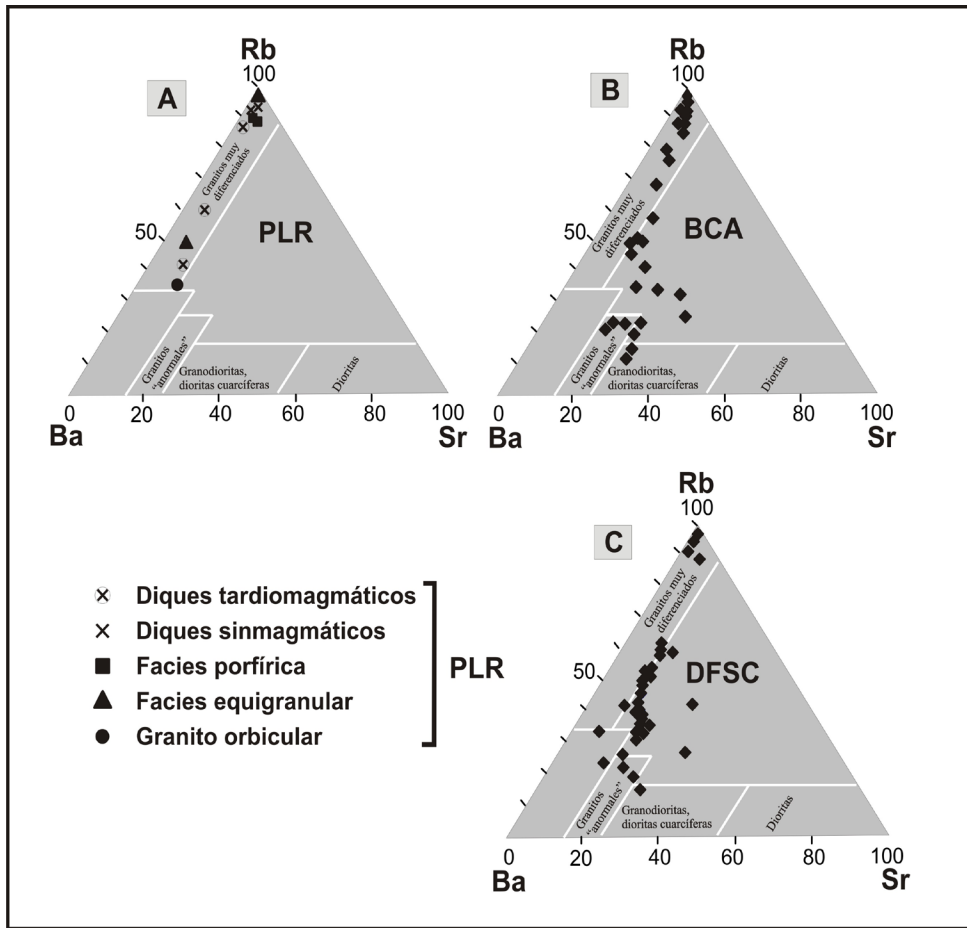 Rb
100
A
Granitos muy
diferenciados
50
PLR
Granitos
“anormales”
Granodioritas,
dioritas cuarcíferas
Dioritas
0
20
40
60
80
100
Ba
Sr
Rb
100
B
Granitos muy
diferenciados
50
BCA
Granitos
“anormales”
Granodioritas,
dioritas cuarcíferas
Dioritas
0
20
40
60
80
100
Ba
Sr
Rb
100
C
Granitos muy
diferenciados
50
DFSC
Granitos
“anormales”
Granodioritas,
dioritas cuarcíferas
Dioritas
0
20
40
60
80
100
Ba
Sr
Diques tardiomagmáticos
Diques sinmagmáticos
Facies porfírica
Facies equigranular
Granito orbicular
PLR